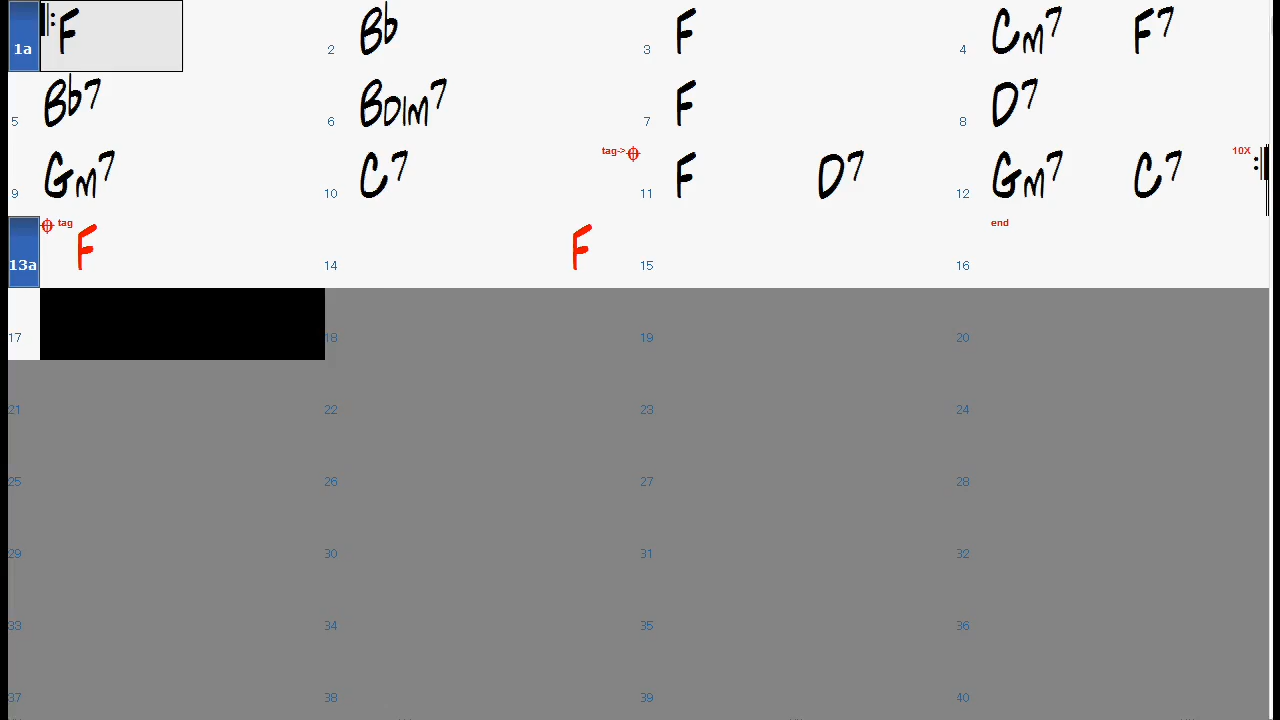 1a F 2 B♭ 3 F 4 Cm7 F7
5 B♭7 6 Bdim7 7 F 8 D7
tag-> 10X
9 Gm7 10 C7 11 F D7 12 Gm7 C7
tag end
13a F 14 F 15 16
17 18 19 20
21 22 23 24
25 26 27 28
29 30 31 32
33 34 35 36
37 38 39 40